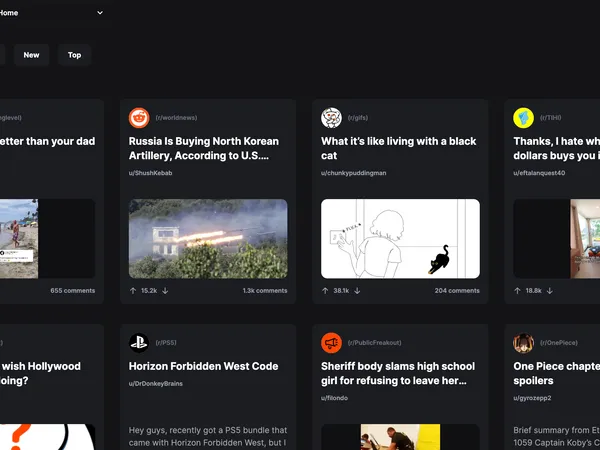 Home
New
Top
nglevel)
etter than your dad
655 comments
(r/worldnews)
Russia Is Buying North Korean
Artillery, According to U.S....
u/ShushKebab
15.2k
1.3k comments
(r/gifs)
What it's like living with a black
cat
u/chunkypuddingman
FLICK
38.1k
204 comments
(r/TIHI)
Thanks, I hate wh
dollars buys you i
u/eftalanquest40
18.8k
)
wish Hollywood
doing?
(r/PS5)
Horizon Forbidden West Code
u/DrDonkeyBrains
Hey guys, recently got a PS5 bundle that
came with Horizon Forbidden West, but I
(r/PublicFreakout)
Sheriff body slams high school
girl for refusing to leave her...
u/filondo
(r/OnePiece)
One Piece chapte
spoilers
u/gyrozepp2
Brief summary from Et
1059 Captain Koby's C